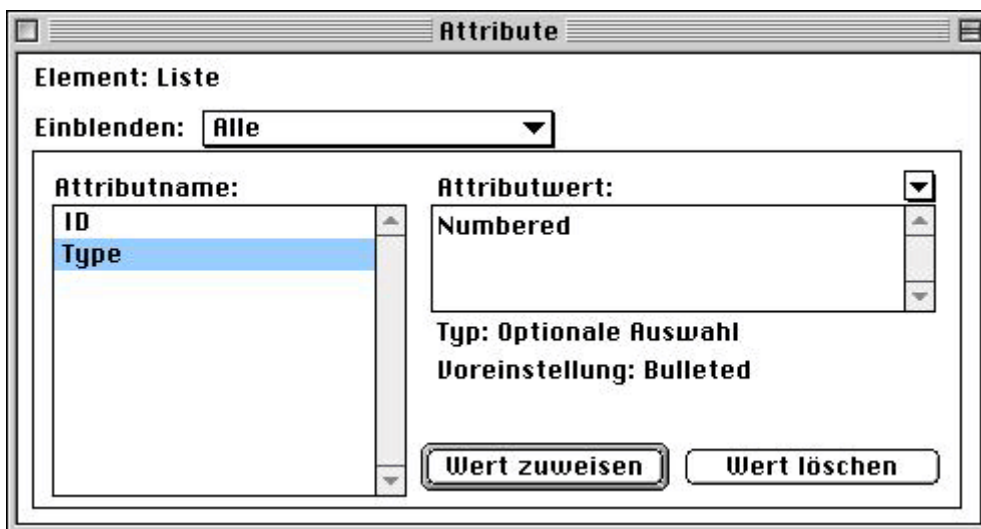 Attribute
Element: Liste
Einblenden: Alle
Attributname:
ID
Type
Attributwert:
Numbered
Typ: Optionale Auswahl
Voreinstellung: Bulleted
Wert zuweisen
Wert löschen